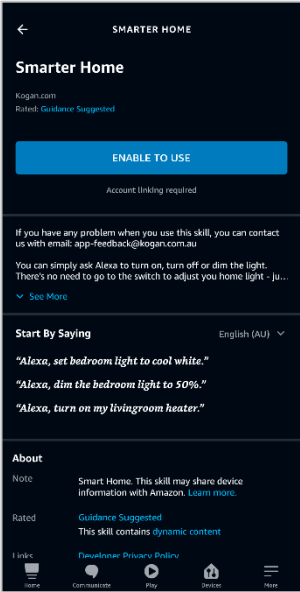 SMARTER HOME
Smarter Home
Kogan.com
Rated: Guidance Suggested
ENABLE TO USE
Account linking required
If you have any problem when you use this skill, you can contact
us with email: app-feedback@kogan.com.au
You can simply ask Alexa to turn on, turn off or dim the light.
There's no need to go to the switch to adjust you home light - ju...
See More
Start By Saying
English (AU)
"Alexa, set bedroom light to cool white."
"Alexa, dim the bedroom light to 50%."
"Alexa, turn on my livingroom heater."
About
Note
Smart Home. This skill may share device
information with Amazon. Learn more.
Rated
Guidance Suggested
This skill contains dynamic content
Links
Developer Privacy Policy
Home
Communicate
Play
Devices
More